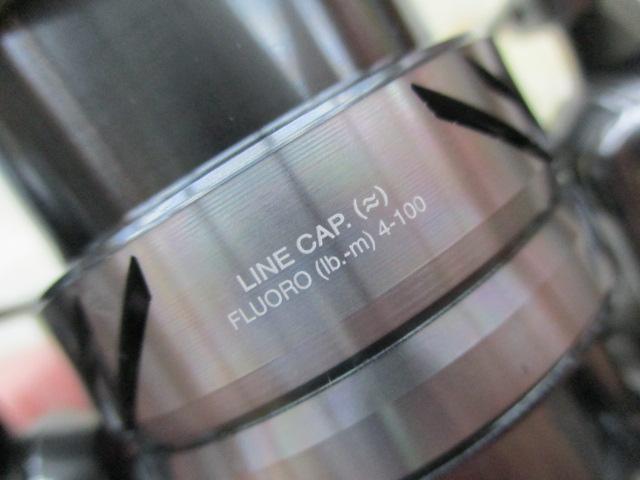 LINE CAP. (≈)
FLUORO (lb.-m) 4-100